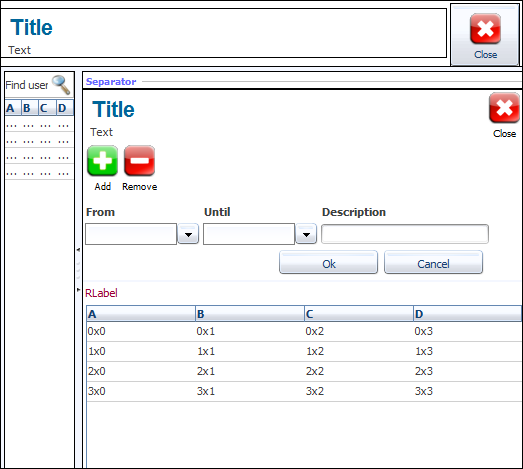 Title
Text
Close
Find user
A B C D
... ... ... ...
... ... ... ...
... ... ... ...
... ... ... ...
Separator
Title
Text
Close
Add Remove
From Until Description
Ok Cancel
RLabel
A B C D
0x0 0x1 0x2 0x3
1x0 1x1 1x2 1x3
2x0 2x1 2x2 2x3
3x0 3x1 3x2 3x3